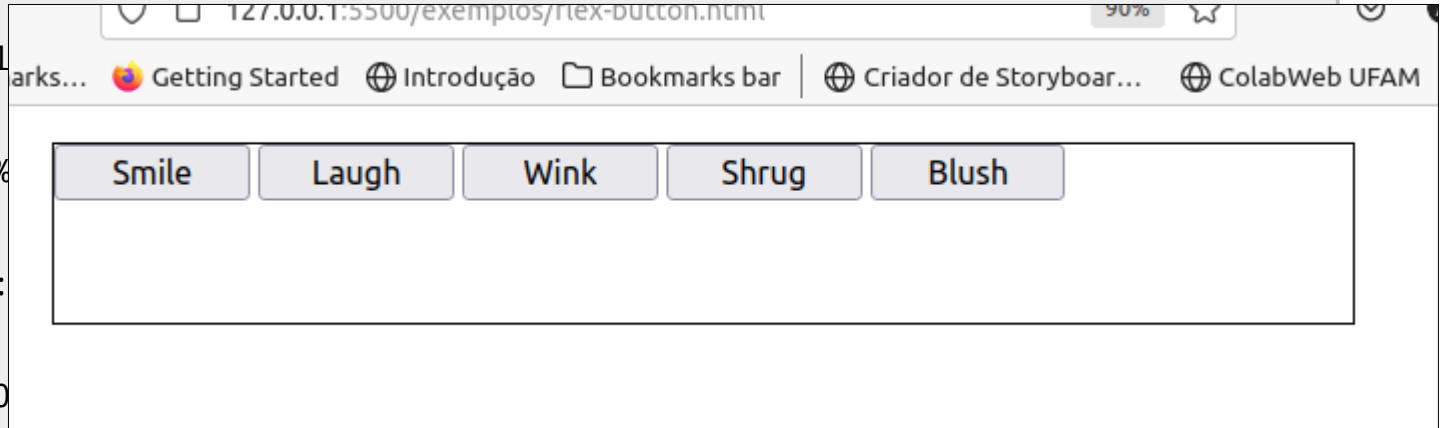 127.0.0.1:5500/exemplos/flex-button.html 90%
arks... Getting Started Introdução Bookmarks bar Criador de Storyboar... ColabWeb UFAM
Smile Laugh Wink Shrug Blush